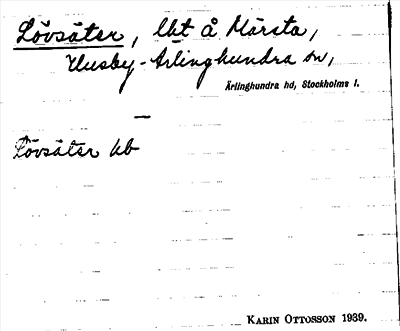 Lövsäter, lht å Märsta,
Husby-Ärlinghundra sn,
Ärlinghundra hd, Stockholms l.
—
Lövsäter kb
KARIN OTTOSSON 1939.